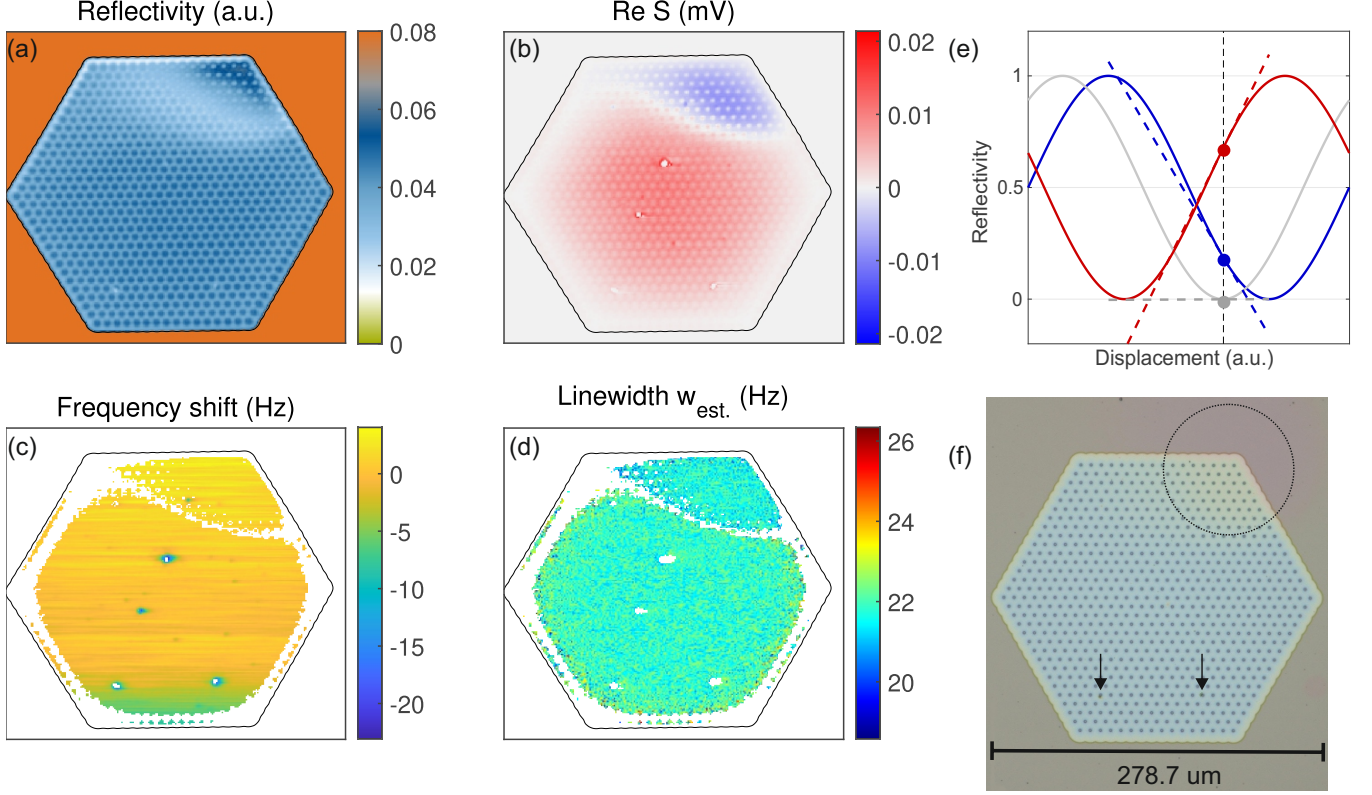 Reflectivity (a.u.)
(a)
0.08
0.06
0.04
0.02
0
Re S (mV)
(b)
0.02
0.01
0
-0.01
-0.02
(e)
1
0.5
0
Reflectivity
Displacement (a.u.)
Frequency shift (Hz)
(c)
0
-5
-10
-15
-20
Linewidth w_est. (Hz)
(d)
26
24
22
20
(f)
278.7 um